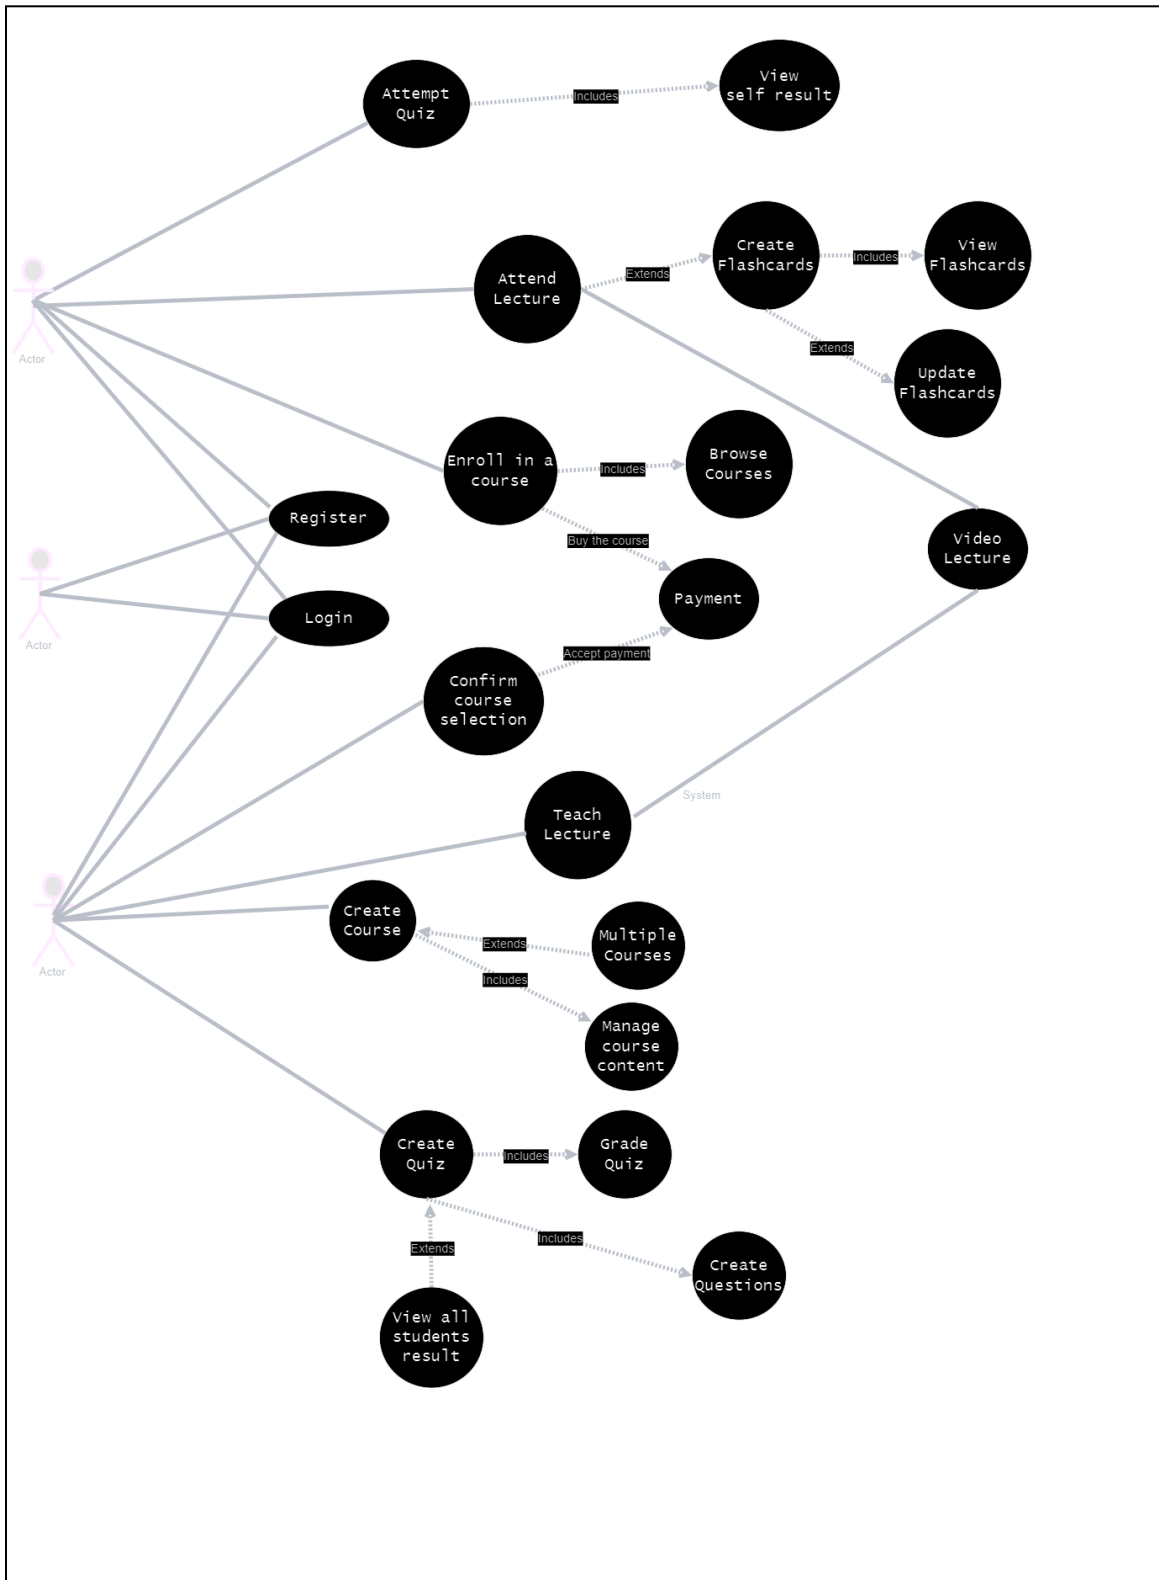 View
self result
Attempt
Quiz
Includes
Create
Flashcards
Includes
View
Flashcards
Attend
Lecture
Extends
Actor
Extends
Update
Flashcards
Enroll in a
course
Includes
Browse
Courses
Register
Buy the course
Video
Lecture
Payment
Login
Actor
Accept payment
Confirm
course
selection
System
Teach
Lecture
Create
Course
Extends
Multiple
Courses
Actor
Includes
Manage
course
content
Create
Quiz
Includes
Grade
Quiz
Includes
Extends
Create
Questions
View all
students
result